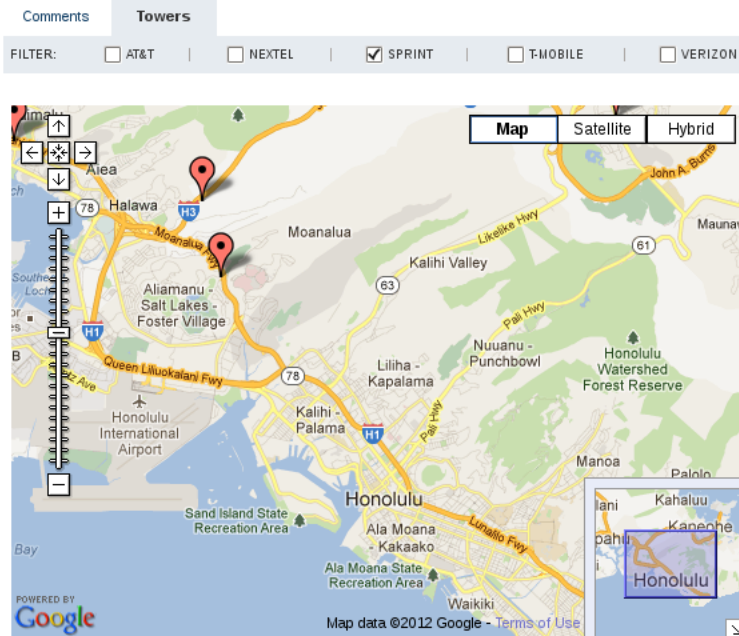 Comments
Towers
FILTER:
AT&T
|
NEXTEL
|
SPRINT
|
T-MOBILE
|
VERIZON
Map
Satellite
Hybrid
Aiea
78
Halawa
H3
John A. Burns
Moanalua Fwy
Moanalua
Likelike Hwy
61
Kalihi Valley
63
Aliamanu -
Salt Lakes -
Foster Village
Pali Hwy
H1
Nuuanu -
Punchbowl
Honolulu
Watershed
Forest Reserve
Queen Liliuokalani Fwy
Liliha -
Kapalama
78
Honolulu
International
Airport
Kalihi -
Palama
Pali Hwy
H1
Manoa
Palolo
Honolulu
Sand Island State
Recreation Area
Ala Moana
- Kakaako
Lunalilo Fwy
Kahaluu
Kaneohe
Honolulu
Bay
Ala Moana State
Recreation Area
Waikiki
POWERED BY
Google
Map data ©2012 Google - Terms of Use